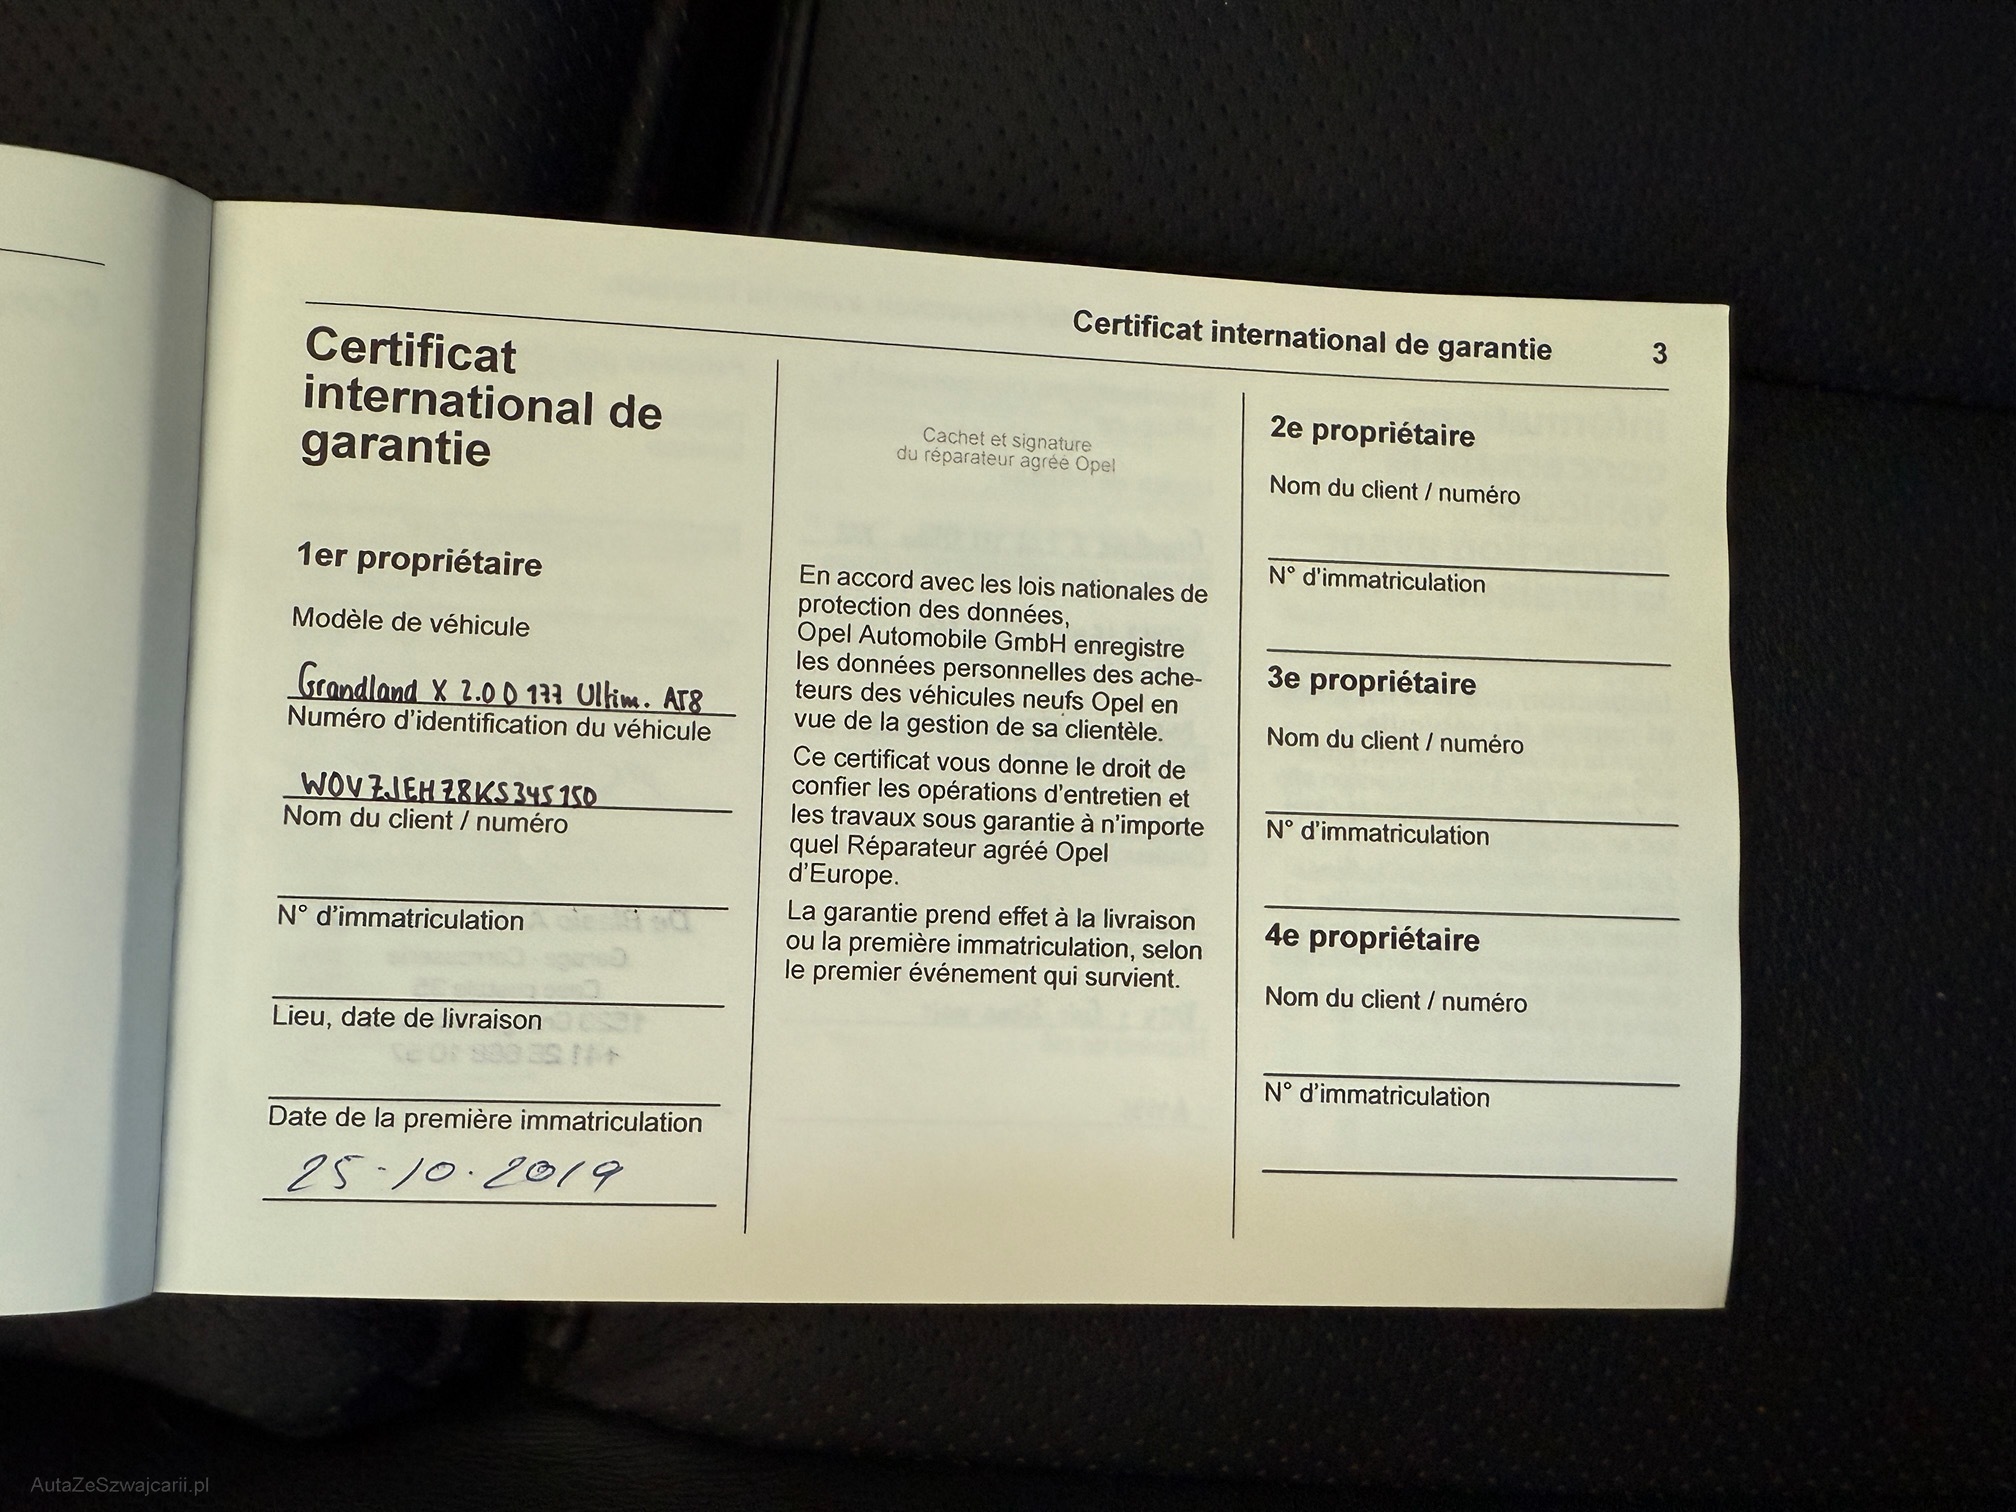 Certificat international de garantie 3
Certificat
international de
garantie
1er propriétaire
Modèle de véhicule
Grandland X 2.0 D 177 Ultim. AT8
Numéro d'identification du véhicule
W0VZJEHZ8KS345150
Nom du client / numéro
N° d'immatriculation
Lieu, date de livraison
Date de la première immatriculation
25.10.2019
Cachet et signature
du réparateur agréé Opel
En accord avec les lois nationales de
protection des données,
Opel Automobile GmbH enregistre
les données personnelles des ache-
teurs des véhicules neufs Opel en
vue de la gestion de sa clientèle.
Ce certificat vous donne le droit de
confier les opérations d'entretien et
les travaux sous garantie à n'importe
quel Réparateur agréé Opel
d'Europe.
La garantie prend effet à la livraison
ou la première immatriculation, selon
le premier événement qui survient.
2e propriétaire
Nom du client / numéro
N° d'immatriculation
3e propriétaire
Nom du client / numéro
N° d'immatriculation
4e propriétaire
Nom du client / numéro
N° d'immatriculation
AutaZeSzwajcarii.pl